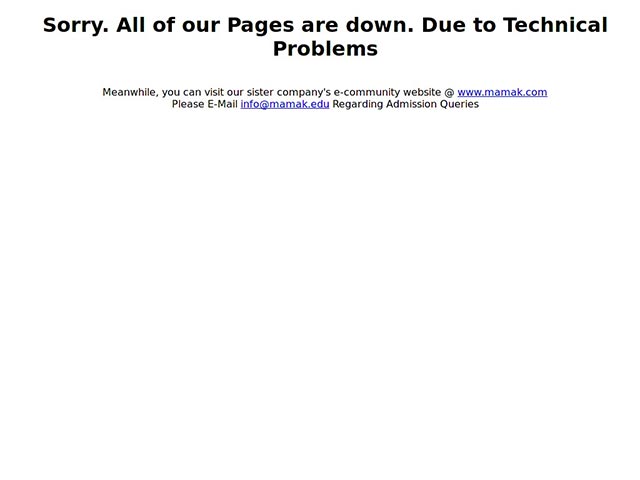 Sorry. All of our Pages are down. Due to Technical
Problems
Meanwhile, you can visit our sister company's e-community website @ www.mamak.com
Please E-Mail info@mamak.edu Regarding Admission Queries